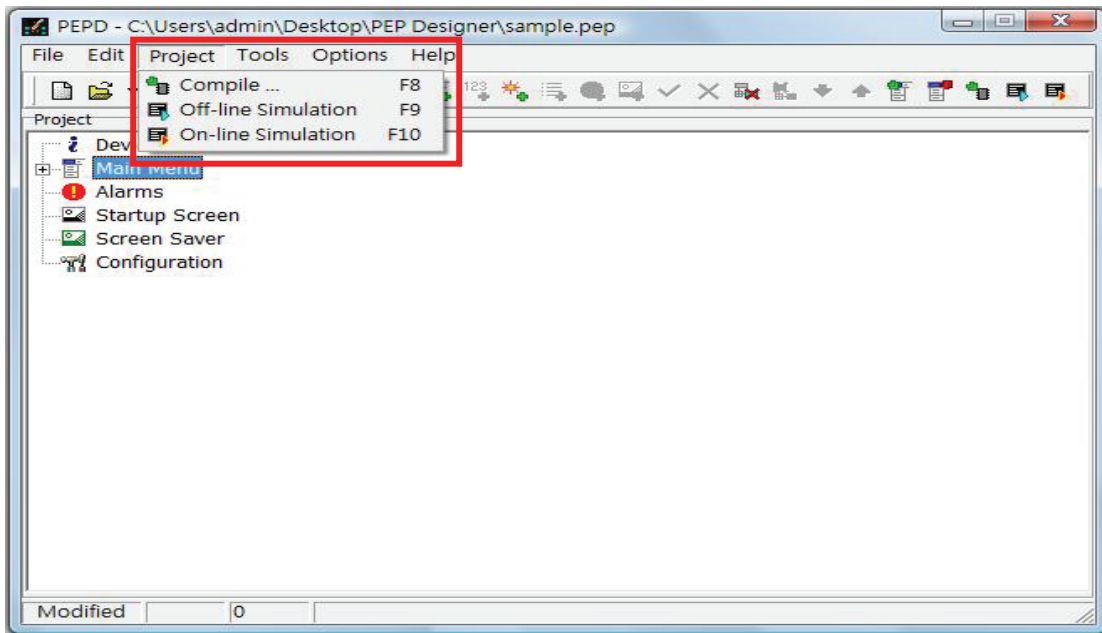 PEPD - C:\Users\admin\Desktop\PEP Designer\sample.pep
File Edit Project Tools Options Help
Compile ... F8
123
Off-line Simulation F9
Project
On-line Simulation F10
Main Menu
Alarms
Startup Screen
Screen Saver
Configuration
Modified 0